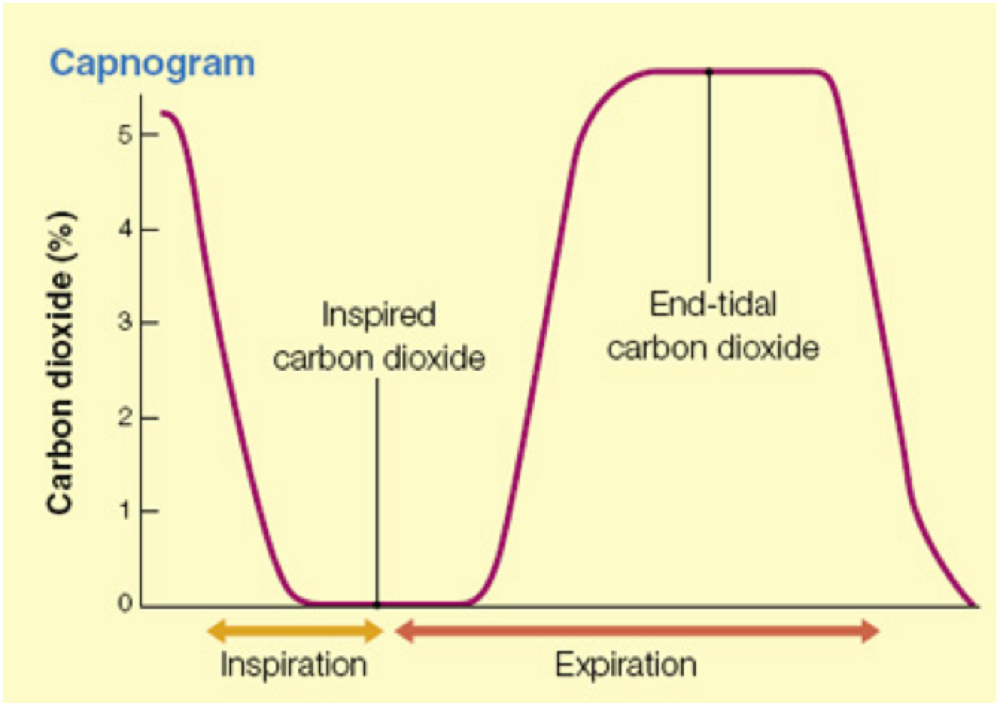 Capnogram
Carbon dioxide (%)
5
4
3
2
1
0
Inspired
carbon dioxide
End-tidal
carbon dioxide
Inspiration
Expiration